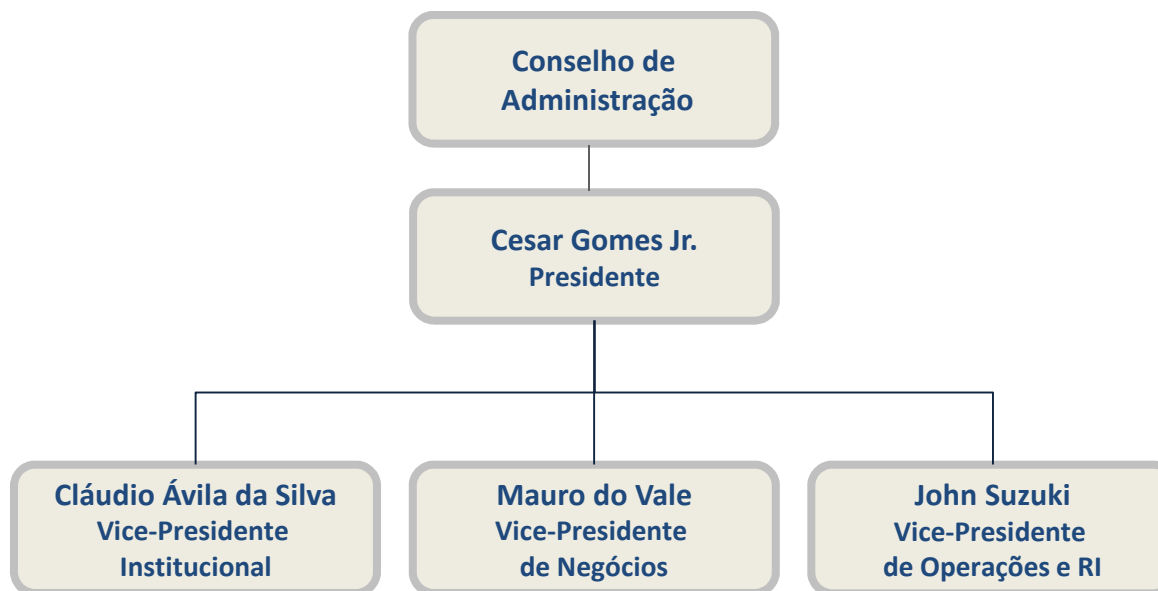 Conselho de
Administração
Cesar Gomes Jr.
Presidente
Cláudio Ávila da Silva
Vice-Presidente
Institucional
Mauro do Vale
Vice-Presidente
de Negócios
John Suzuki
Vice-Presidente
de Operações e RI